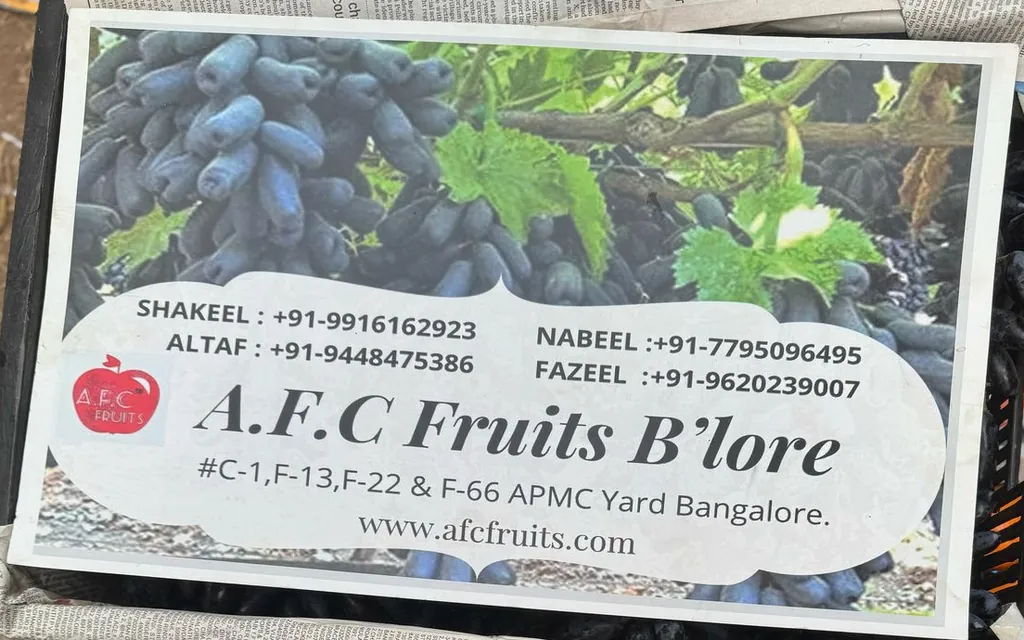 SHAKEEL : +91-9916162923
ALTAF : +91-9448475386
NABEEL :+91-7795096495
FAZEEL :+91-9620239007
A.F.C
FRUITS
A.F.C Fruits B'lore
#C-1,F-13,F-22 & F-66 APMC Yard Bangalore.
www.afcfruits.com